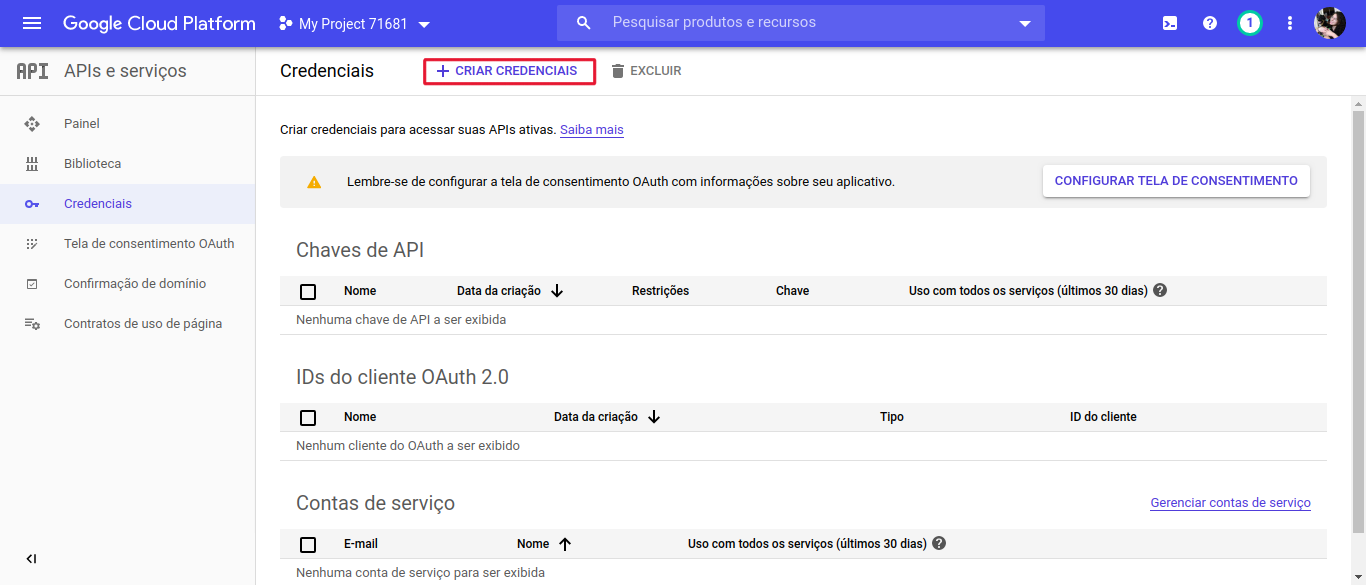 Google Cloud Platform My Project 71681 Pesquisar produtos e recursos 1
API APIs e serviços
Credenciais CRIAR CREDENCIAIS EXCLUIR
Painel
Biblioteca
Credenciais
Tela de consentimento OAuth
Confirmação de domínio
Contratos de uso de página
Criar credenciais para acessar suas APIs ativas. Saiba mais
Lembre-se de configurar a tela de consentimento OAuth com informações sobre seu aplicativo. CONFIGURAR TELA DE CONSENTIMENTO
Chaves de API
Nome Data da criação Restrições Chave Uso com todos os serviços (últimos 30 dias)
Nenhuma chave de API a ser exibida
IDs do cliente OAuth 2.0
Nome Data da criação Tipo ID do cliente
Nenhum cliente do OAuth a ser exibido
Contas de serviço Gerenciar contas de serviço
E-mail Nome Uso com todos os serviços (últimos 30 dias)
Nenhuma conta de serviço para ser exibida